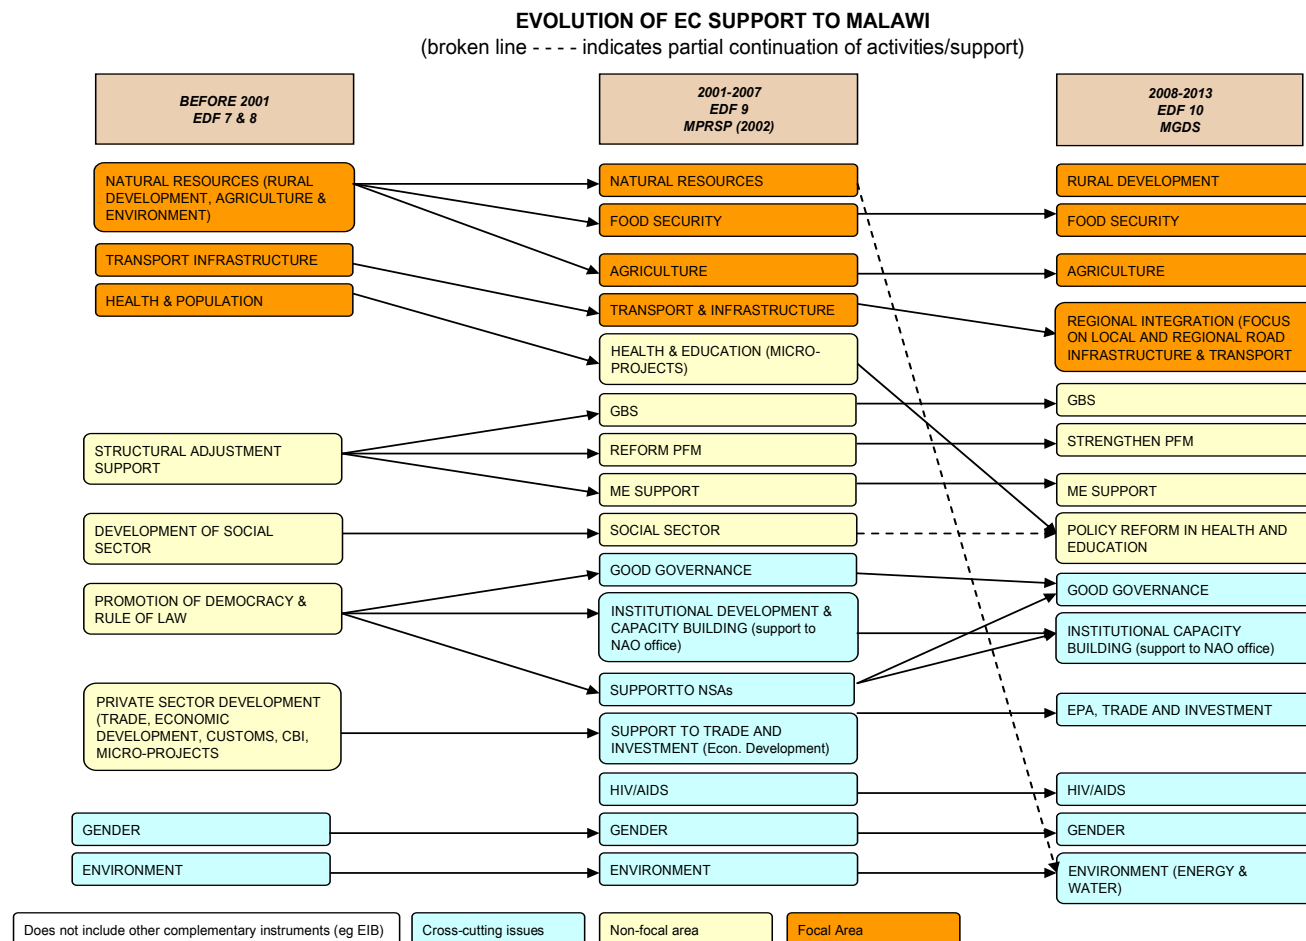 EVOLUTION OF EC SUPPORT TO MALAWI
(broken line - - - - indicates partial continuation of activities/support)
BEFORE 2001
EDF 7 & 8
2001-2007
EDF 9
MPRSP (2002)
2008-2013
EDF 10
MGDS
NATURAL RESOURCES (RURAL
DEVELOPMENT, AGRICULTURE &
ENVIRONMENT)
TRANSPORT INFRASTRUCTURE
HEALTH & POPULATION
STRUCTURAL ADJUSTMENT
SUPPORT
DEVELOPMENT OF SOCIAL
SECTOR
PROMOTION OF DEMOCRACY &
RULE OF LAW
PRIVATE SECTOR DEVELOPMENT
(TRADE, ECONOMIC
DEVELOPMENT, CUSTOMS, CBI,
MICRO-PROJECTS
GENDER
ENVIRONMENT
NATURAL RESOURCES
FOOD SECURITY
AGRICULTURE
TRANSPORT & INFRASTRUCTURE
HEALTH & EDUCATION (MICRO-
PROJECTS)
GBS
REFORM PFM
ME SUPPORT
SOCIAL SECTOR
GOOD GOVERNANCE
INSTITUTIONAL DEVELOPMENT &
CAPACITY BUILDING (support to
NAO office)
SUPPORTTO NSAs
SUPPORT TO TRADE AND
INVESTMENT (Econ. Development)
HIV/AIDS
GENDER
ENVIRONMENT
RURAL DEVELOPMENT
FOOD SECURITY
AGRICULTURE
REGIONAL INTEGRATION (FOCUS
ON LOCAL AND REGIONAL ROAD
INFRASTRUCTURE & TRANSPORT
GBS
STRENGTHEN PFM
ME SUPPORT
POLICY REFORM IN HEALTH AND
EDUCATION
GOOD GOVERNANCE
INSTITUTIONAL CAPACITY
BUILDING (support to NAO office)
EPA, TRADE AND INVESTMENT
HIV/AIDS
GENDER
ENVIRONMENT (ENERGY &
WATER)
Does not include other complementary instruments (eg EIB)
Cross-cutting issues
Non-focal area
Focal Area